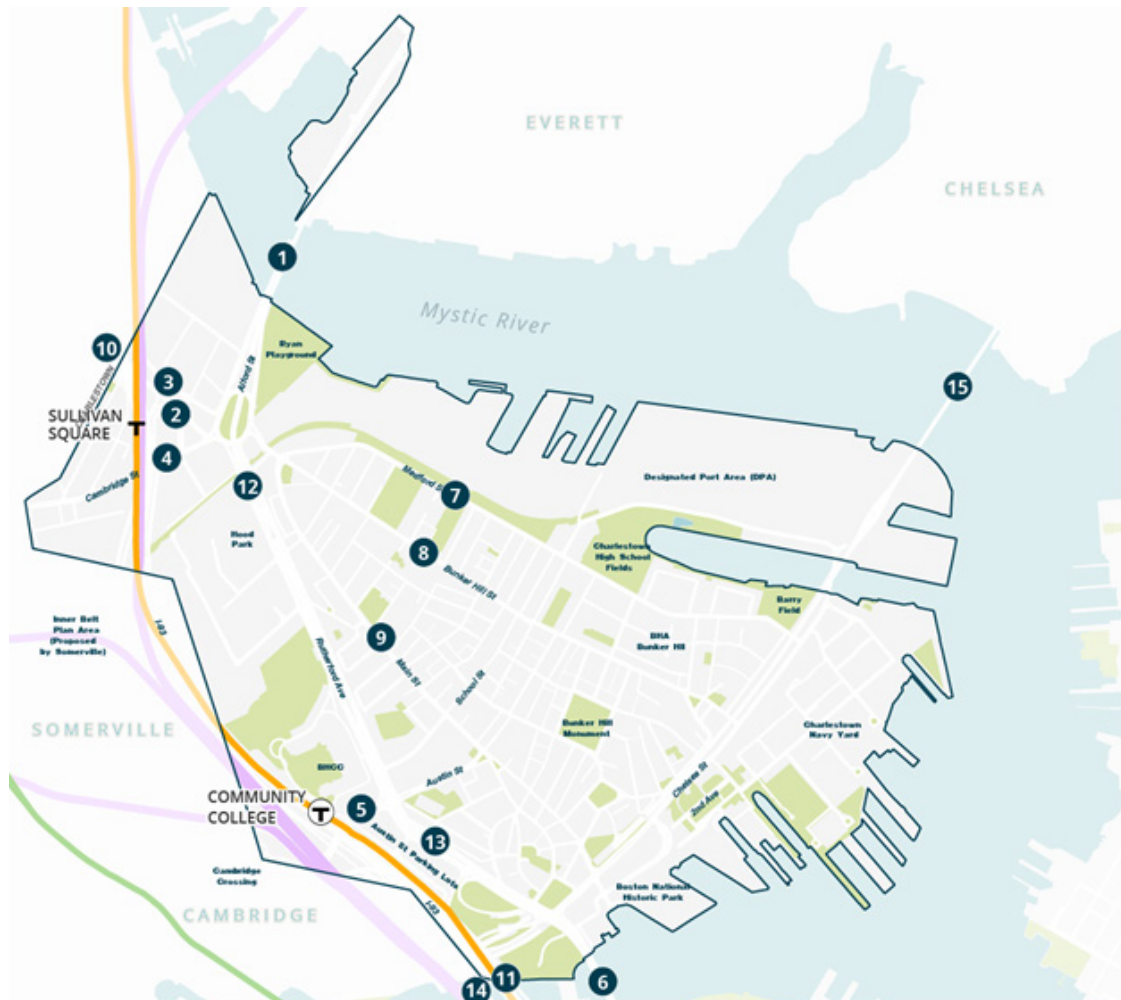 EVERETT
CHELSEA
1
Mystic River
10
Ryan
Playground
Alford St
3
15
2
SULLIVAN
SQUARE
T
4
Cambridge St
12
Medford St
7
Designated Port Area (DPA)
Hood
Park
8
Charlestown
High School
Fields
Bunker Hill St
Barry
Field
Inner Belt
Plan Area
(Proposed
by Somerville)
I-93
9
BHA
Bunker Hill
Rutherford Ave
Main St
School St
SOMERVILLE
Bunker Hill
Monument
Charlestown
Navy Yard
BHCC
Austin St
Chelsea St
2nd Ave
COMMUNITY
COLLEGE
T
5
Austin St Parking Lots
13
Cambridge
Crossing
CAMBRIDGE
I-93
Boston National
Historic Park
11
14
6